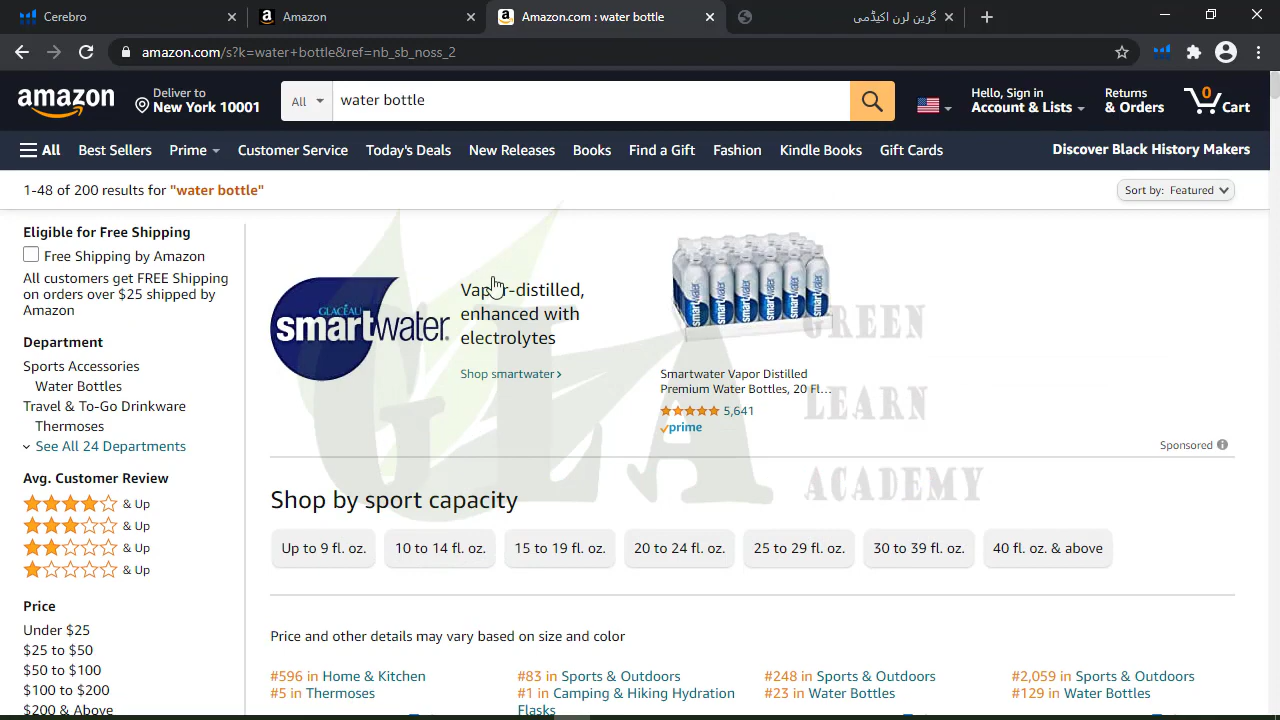 Cerebro
Amazon
Amazon.com : water bottle
گرین لرن اکیڈمی
amazon.com/s?k=water+bottle&ref=nb_sb_noss_2
amazon
Deliver to
New York 10001
All
water bottle
Hello, Sign in
Account & Lists
Returns
& Orders
0
Cart
All
Best Sellers
Prime
Customer Service
Today's Deals
New Releases
Books
Find a Gift
Fashion
Kindle Books
Gift Cards
Discover Black History Makers
1-48 of 200 results for "water bottle"
Sort by: Featured
Eligible for Free Shipping
Free Shipping by Amazon
All customers get FREE Shipping
on orders over $25 shipped by
Amazon
Department
Sports Accessories
Water Bottles
Travel & To-Go Drinkware
Thermoses
See All 24 Departments
Avg. Customer Review
& Up
& Up
& Up
& Up
Price
Under $25
$25 to $50
$50 to $100
$100 to $200
$200 & Above
GLACÉAU
smartwater
Vapor-distilled,
enhanced with
electrolytes
Shop smartwater ›
smartwater
smartwater
smartwater
smartwater
smartwater
Smartwater Vapor Distilled
Premium Water Bottles, 20 Fl...
5,641
prime
Sponsored
GLA
GREEN
LEARN
ACADEMY
Shop by sport capacity
Up to 9 fl. oz.
10 to 14 fl. oz.
15 to 19 fl. oz.
20 to 24 fl. oz.
25 to 29 fl. oz.
30 to 39 fl. oz.
40 fl. oz. & above
Price and other details may vary based on size and color
#596 in Home & Kitchen
#5 in Thermoses
#83 in Sports & Outdoors
#1 in Camping & Hiking Hydration
Flasks
#248 in Sports & Outdoors
#23 in Water Bottles
#2,059 in Sports & Outdoors
#129 in Water Bottles